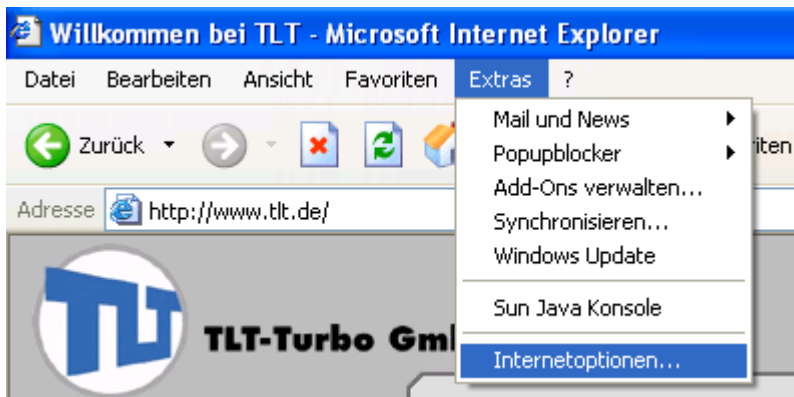 Willkommen bei TLT - Microsoft Internet Explorer
Datei Bearbeiten Ansicht Favoriten Extras ?
Zurück
Adresse http://www.tlt.de/
Mail und News
Popupblocker
Add-Ons verwalten...
Synchronisieren...
Windows Update
Sun Java Konsole
Internetoptionen...
TLT
TLT-Turbo